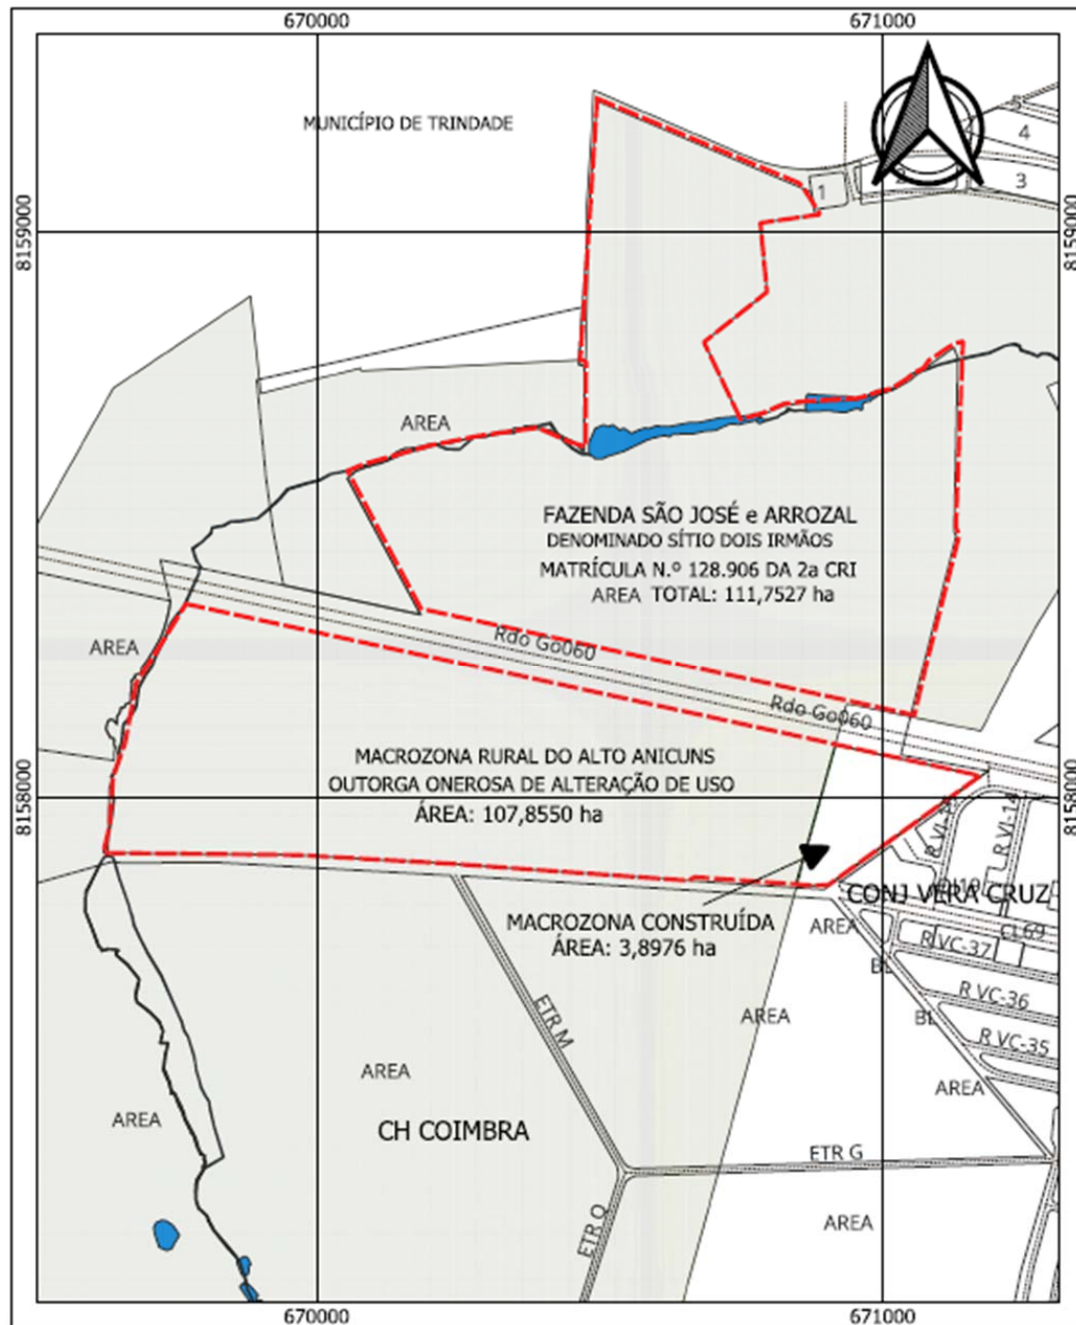 670000
671000
MUNICÍPIO DE TRINDADE
4
1
2
3
8159000
8159000
AREA
FAZENDA SÃO JOSÉ e ARROZAL
DENOMINADO SÍTIO DOIS IRMÃOS
MATRÍCULA N.º 128.906 DA 2a CRI
AREA TOTAL: 111,7527 ha
AREA
Rdo Go060
Rdo Go060
MACROZONA RURAL DO ALTO ANICUNS
OUTORGA ONEROSA DE ALTERAÇÃO DE USO
ÁREA: 107,8550 ha
8158000
8158000
R VI-14
CONJ VERA CRUZ
MACROZONA CONSTRUÍDA
ÁREA: 3,8976 ha
AREA
CL69
R VC-37
R VC-36
R VC-35
ETR M
AREA
AREA
AREA
AREA
CH COIMBRA
ETR G
ETR Q
AREA
670000
671000